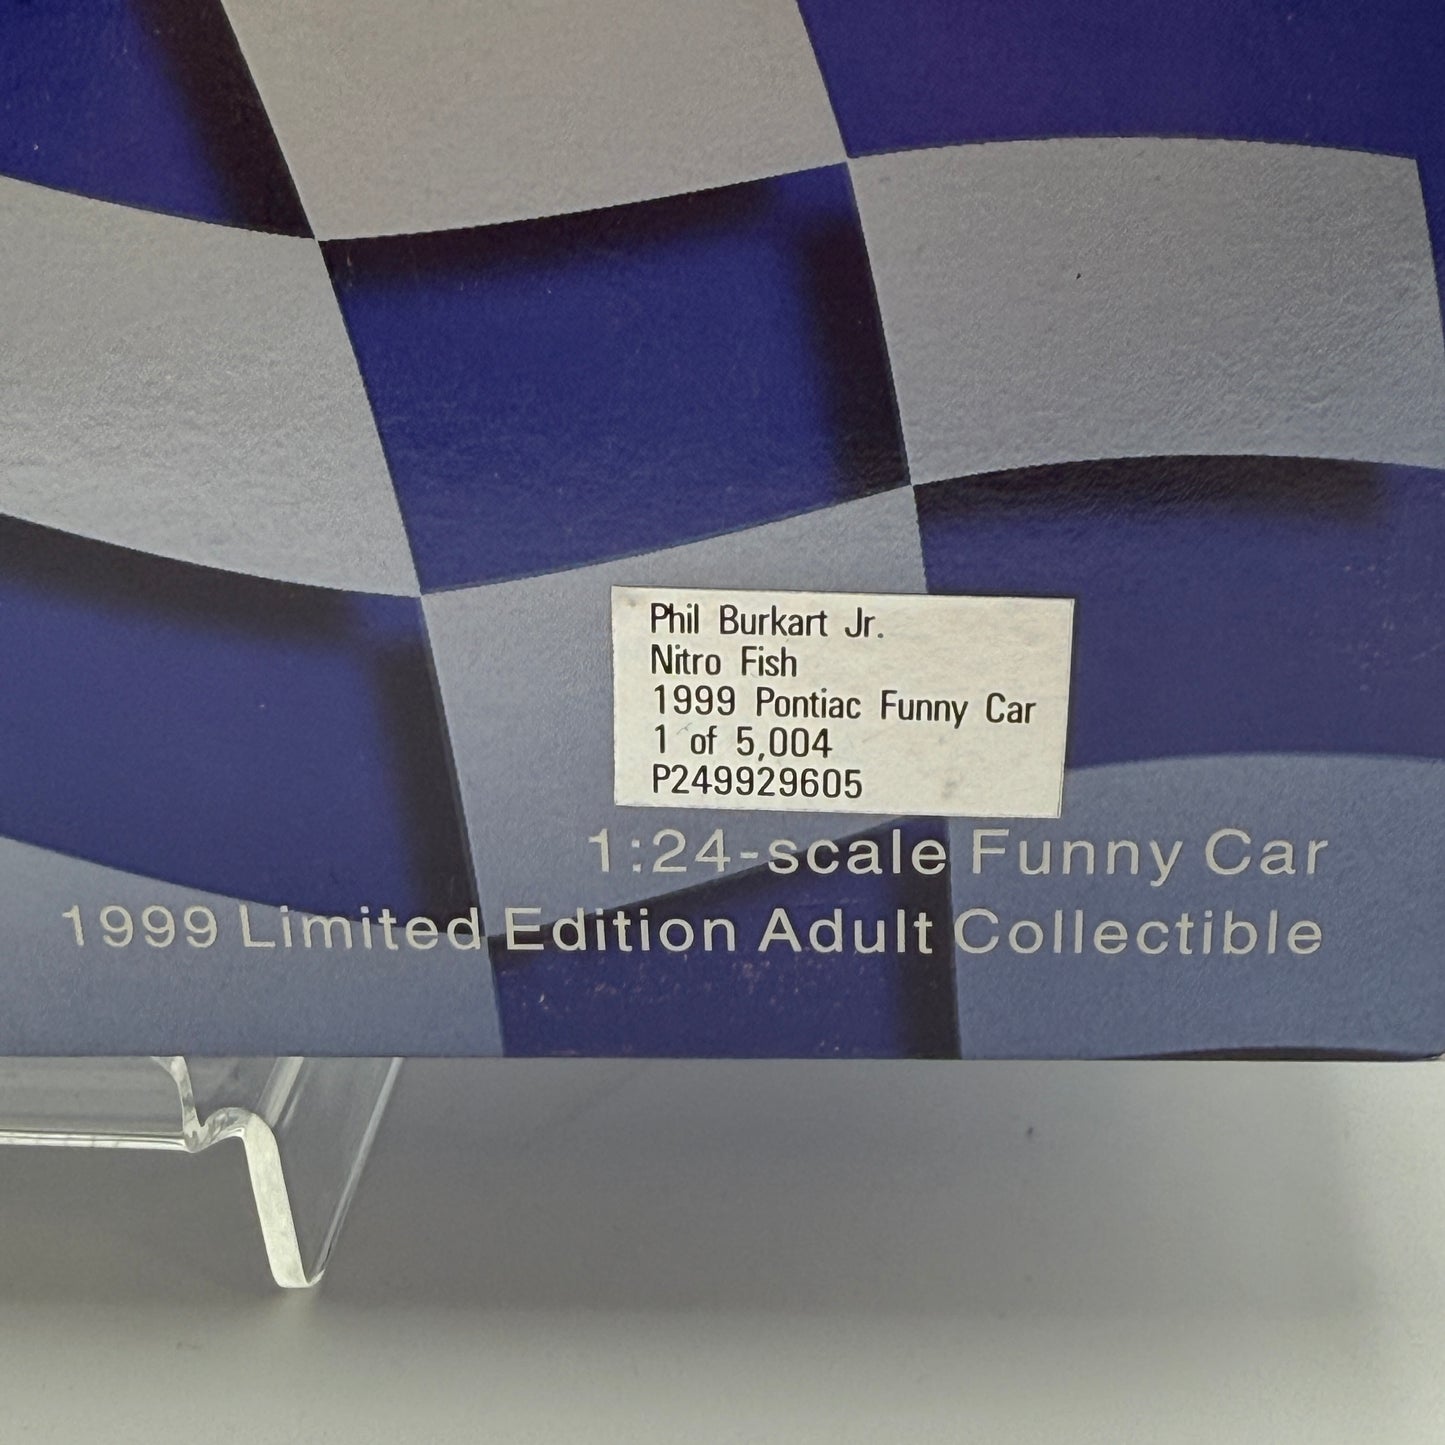 Phil Burkart Jr.
Nitro Fish
1999 Pontiac Funny Car
1 of 5,004
P249929605
1:24-scale Funny Car
1999 Limited Edition Adult Collectible